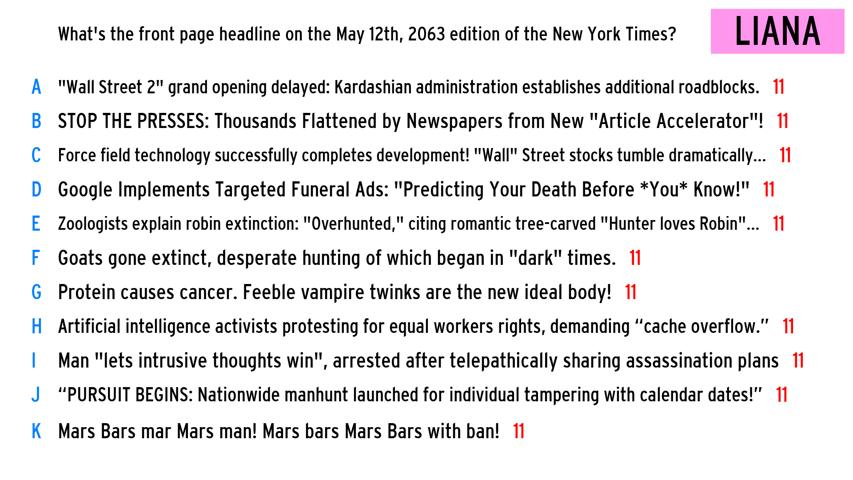 What's the front page headline on the May 12th, 2063 edition of the New York Times?
LIANA
A "Wall Street 2" grand opening delayed: Kardashian administration establishes additional roadblocks. 11
B STOP THE PRESSES: Thousands Flattened by Newspapers from New "Article Accelerator"! 11
C Force field technology successfully completes development! "Wall" Street stocks tumble dramatically... 11
D Google Implements Targeted Funeral Ads: "Predicting Your Death Before *You* Know!" 11
E Zoologists explain robin extinction: "Overhunted," citing romantic tree-carved "Hunter loves Robin"... 11
F Goats gone extinct, desperate hunting of which began in "dark" times. 11
G Protein causes cancer. Feeble vampire twinks are the new ideal body! 11
H Artificial intelligence activists protesting for equal workers rights, demanding “cache overflow.” 11
I Man "lets intrusive thoughts win", arrested after telepathically sharing assassination plans 11
J “PURSUIT BEGINS: Nationwide manhunt launched for individual tampering with calendar dates!” 11
K Mars Bars mar Mars man! Mars bars Mars Bars with ban! 11